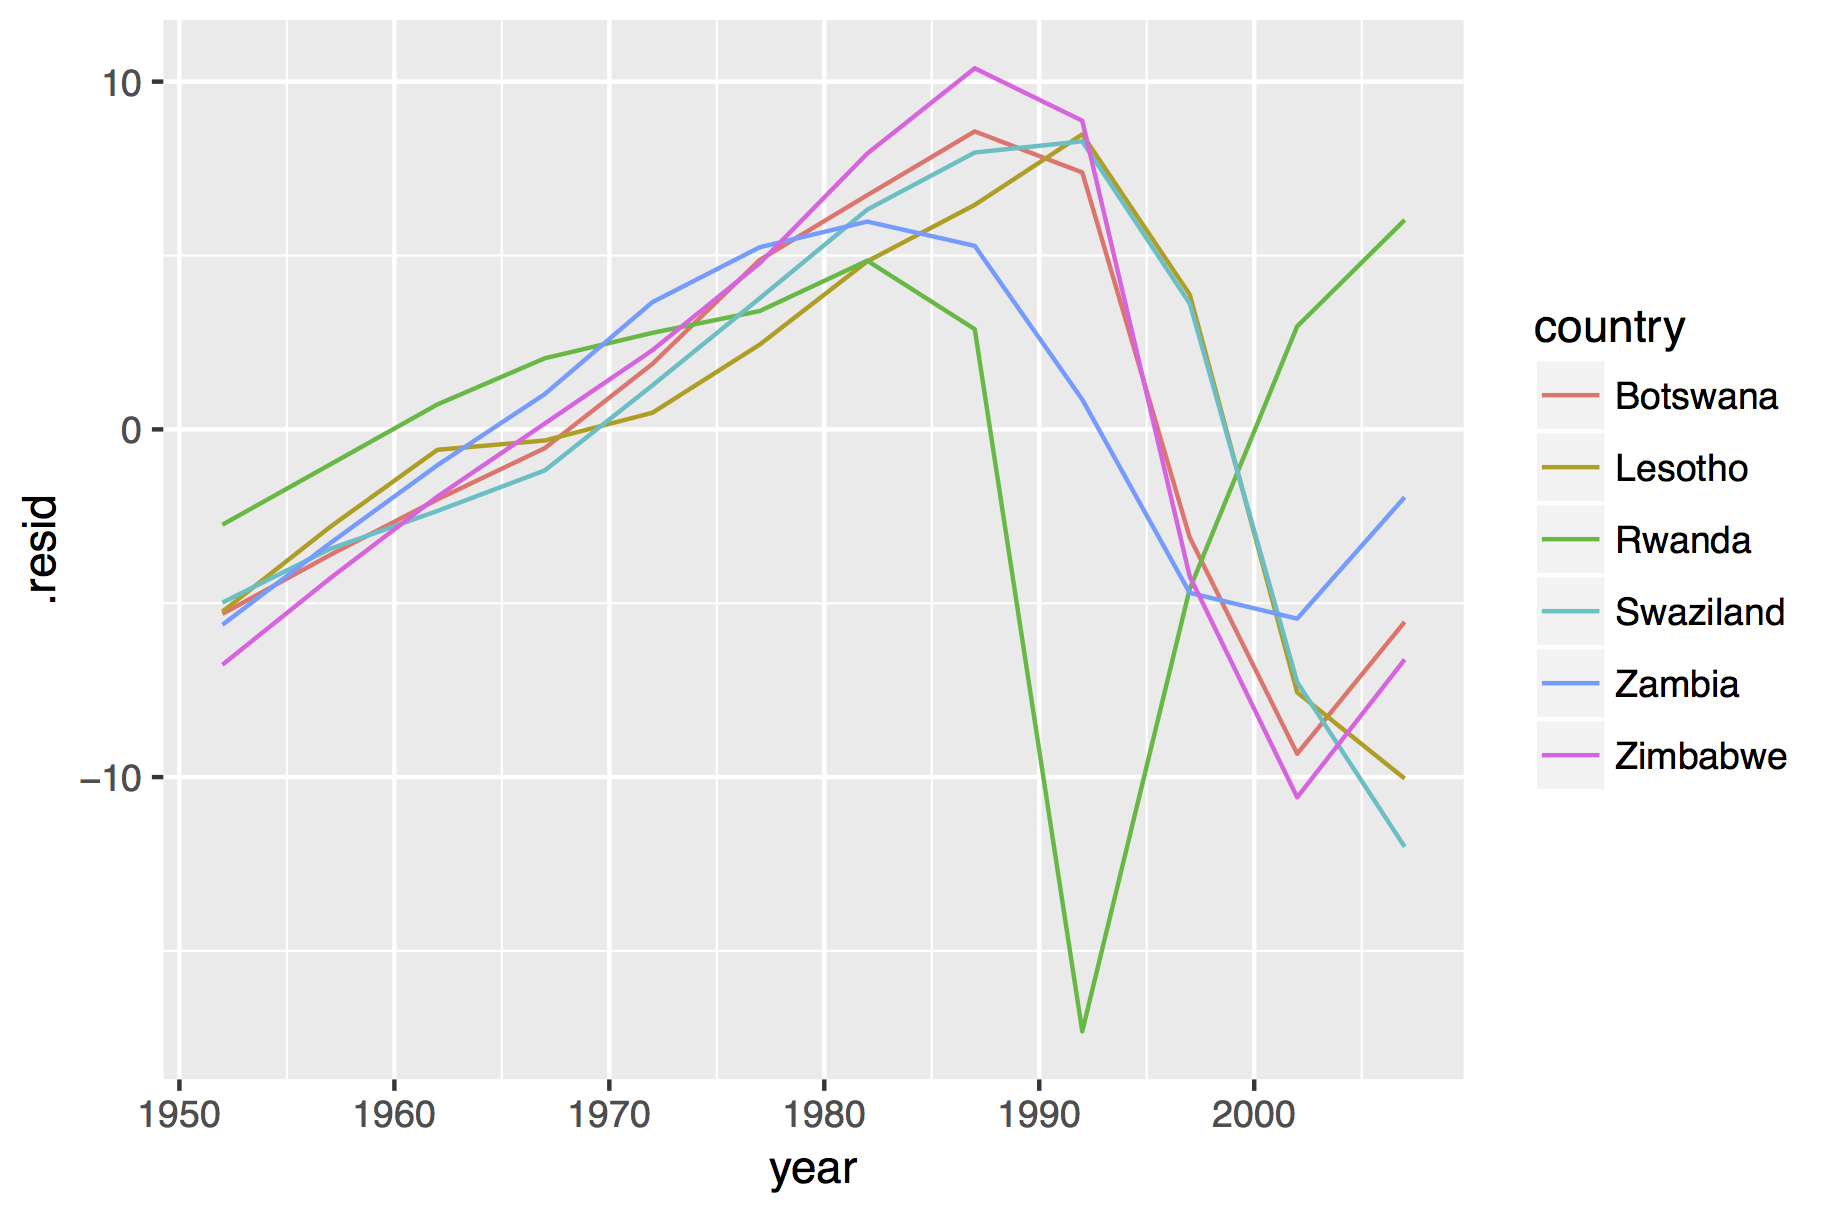 10
0
−10
.resid
1950 1960 1970 1980 1990 2000
year
country
Botswana
Lesotho
Rwanda
Swaziland
Zambia
Zimbabwe